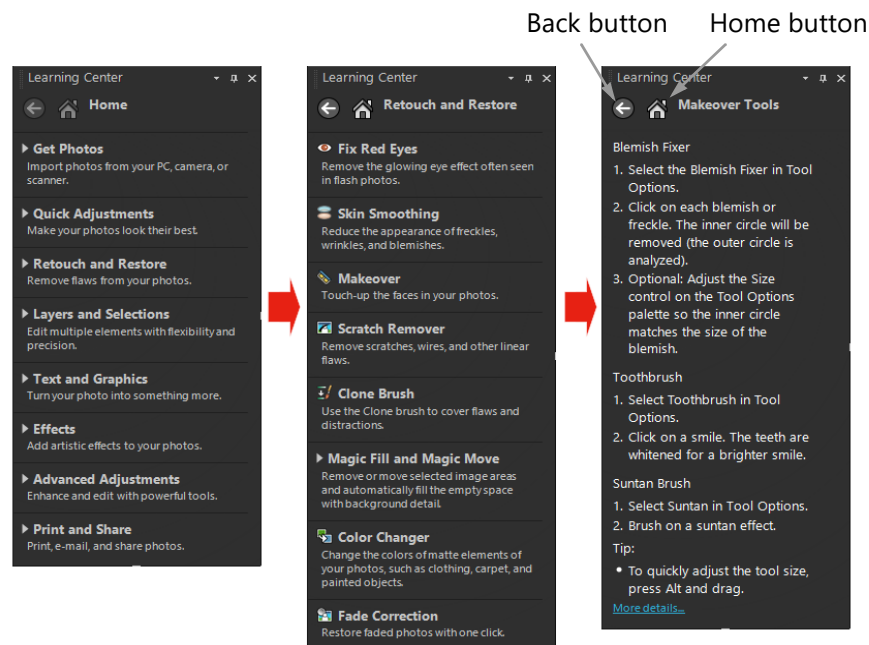 Back button
Home button
Learning Center
Home
Get Photos
Import photos from your PC, camera, or
scanner.
Quick Adjustments
Make your photos look their best.
Retouch and Restore
Remove flaws from your photos.
Layers and Selections
Edit multiple elements with flexibility and
precision.
Text and Graphics
Turn your photo into something more.
Effects
Add artistic effects to your photos.
Advanced Adjustments
Enhance and edit with powerful tools.
Print and Share
Print, e-mail, and share photos.
Learning Center
Retouch and Restore
Fix Red Eyes
Remove the glowing eye effect often seen
in flash photos.
Skin Smoothing
Reduce the appearance of freckles,
wrinkles, and blemishes.
Makeover
Touch-up the faces in your photos.
Scratch Remover
Remove scratches, wires, and other linear
flaws.
Clone Brush
Use the Clone brush to cover flaws and
distractions.
Magic Fill and Magic Move
Remove or move selected image areas
and automatically fill the empty space
with background detail.
Color Changer
Change the colors of matte elements of
your photos, such as clothing, carpet, and
painted objects.
Fade Correction
Restore faded photos with one click.
Learning Center
Makeover Tools
Blemish Fixer
1. Select the Blemish Fixer in Tool
Options.
2. Click on each blemish or
freckle. The inner circle will be
removed (the outer circle is
analyzed).
3. Optional: Adjust the Size
control on the Tool Options
palette so the inner circle
matches the size of the
blemish.
Toothbrush
1. Select Toothbrush in Tool
Options.
2. Click on a smile. The teeth are
whitened for a brighter smile.
Suntan Brush
1. Select Suntan in Tool Options.
2. Brush on a suntan effect.
Tip:
• To quickly adjust the tool size,
press Alt and drag.
More details...